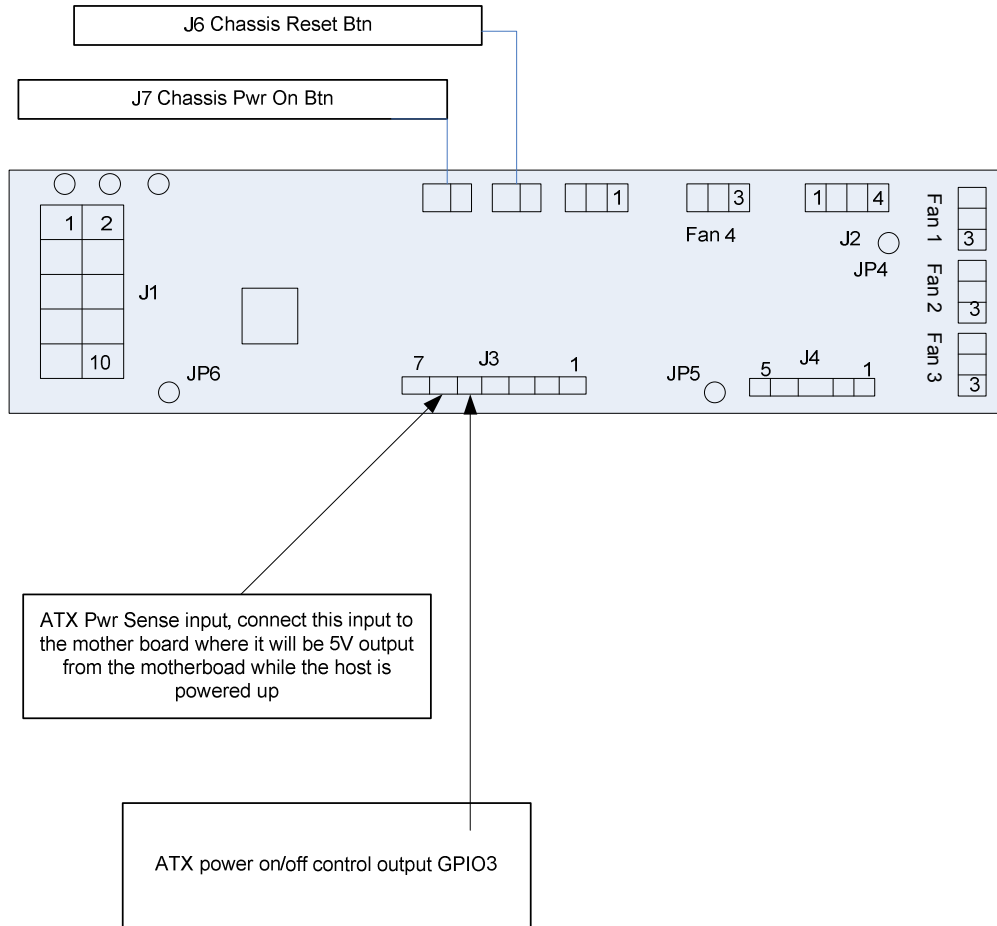 J6 Chassis Reset Btn
J7 Chassis Pwr On Btn
1 2
10
J1
JP6
1
3
Fan 4
1 4
J2
JP4
Fan 1
3
Fan 2
3
Fan 3
3
7 J3 1
JP5
5 J4 1
ATX Pwr Sense input, connect this input to
the mother board where it will be 5V output
from the motherboad while the host is
powered up
ATX power on/off control output GPIO3